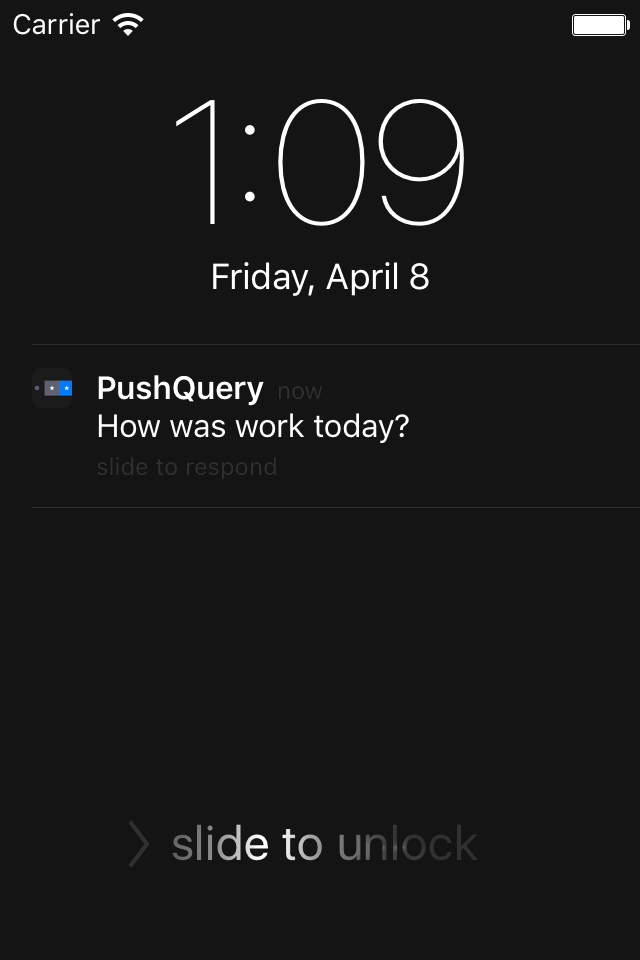 Carrier
1:09
Friday, April 8
PushQuery now
How was work today?
slide to respond
slide to unlock